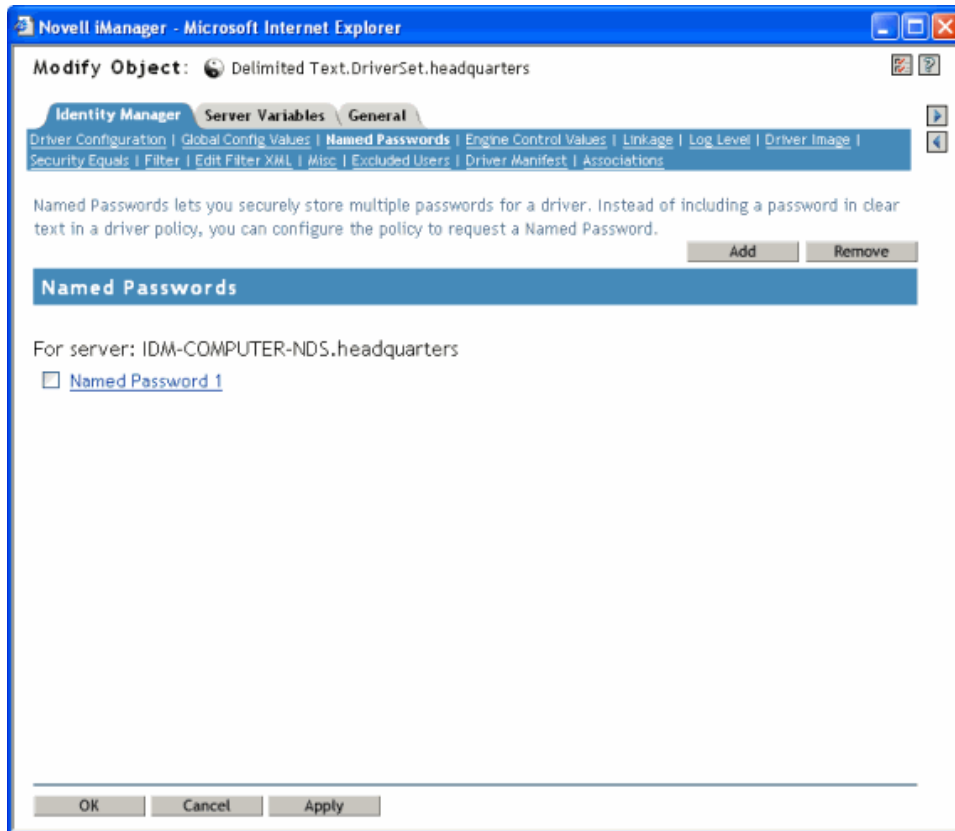 Novell iManager - Microsoft Internet Explorer
Modify Object: Delimited Text.DriverSet.headquarters
Identity Manager Server Variables General
Driver Configuration | Global Config Values | Named Passwords | Engine Control Values | Linkage | Log Level | Driver Image |
Security Equals | Filter | Edit Filter XML | Misc | Excluded Users | Driver Manifest | Associations
Named Passwords lets you securely store multiple passwords for a driver. Instead of including a password in clear
text in a driver policy, you can configure the policy to request a Named Password.
Add Remove
Named Passwords
For server: IDM-COMPUTER-NDS.headquarters
Named Password 1
OK Cancel Apply